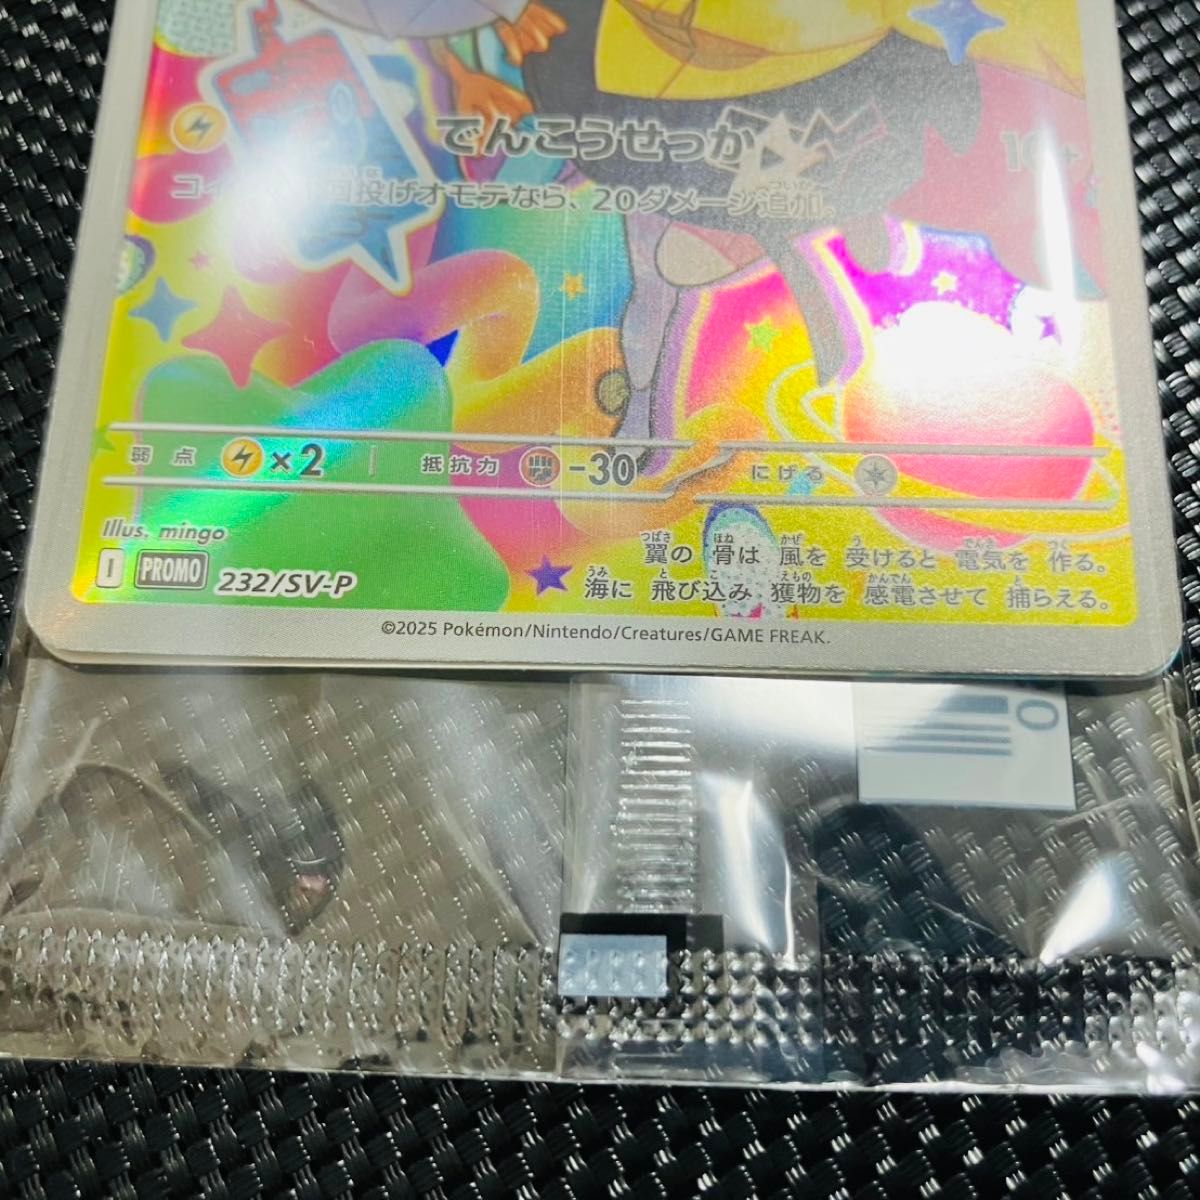 でんこうせっか 10+
コインを1回投げオモテなら、20ダメージ追加。
弱点 ×2 抵抗力 -30 にげる
Illus. mingo
翼の骨は風を受けると電気を作る。
I PROMO 232/SV-P
海に飛び込み獲物を感電させて捕らえる。
©2025 Pokémon/Nintendo/Creatures/GAME FREAK.